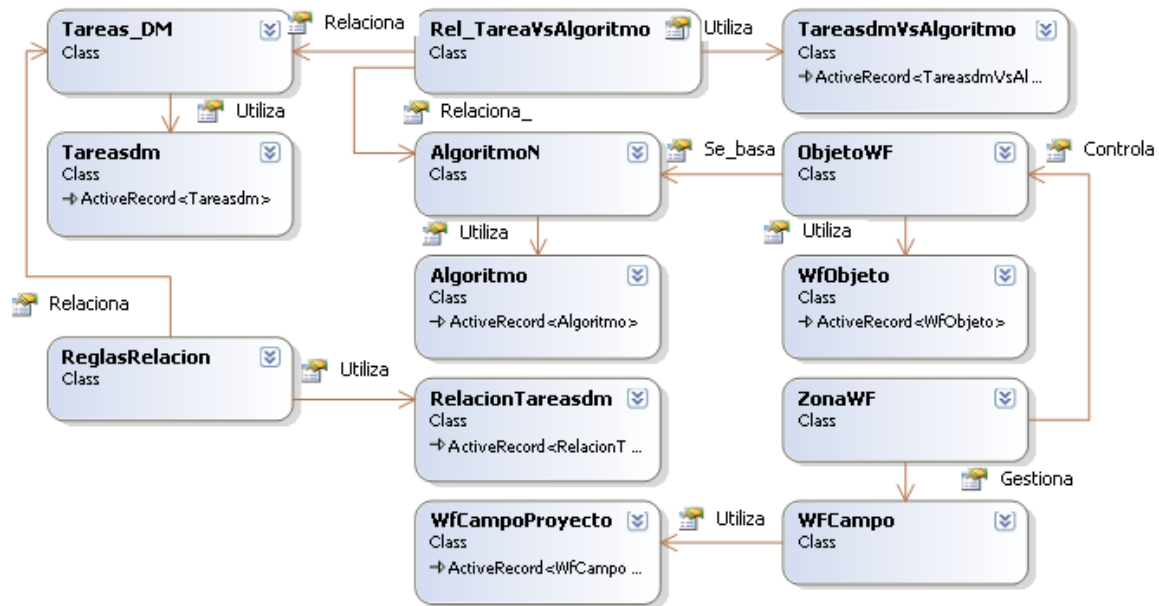 Tareas_DM
Class
Relaciona
Rel_TareaVsAlgoritmo
Class
Utiliza
TareasdmVsAlgoritmo
Class
ActiveRecord<TareasdmVsAl ...
Utiliza
Relaciona_
Tareasdm
Class
ActiveRecord<Tareasdm>
AlgoritmoN
Class
Se_basa
ObjetoWF
Class
Controla
Utiliza
Utiliza
Algoritmo
Class
ActiveRecord<Algoritmo>
WfObjeto
Class
ActiveRecord<WfObjeto>
Relaciona
ReglasRelacion
Class
Utiliza
RelacionTareasdm
Class
ActiveRecord<RelacionT ...
ZonaWF
Class
Gestiona
WfCampoProyecto
Class
ActiveRecord<WfCampo ...
Utiliza
WFCampo
Class